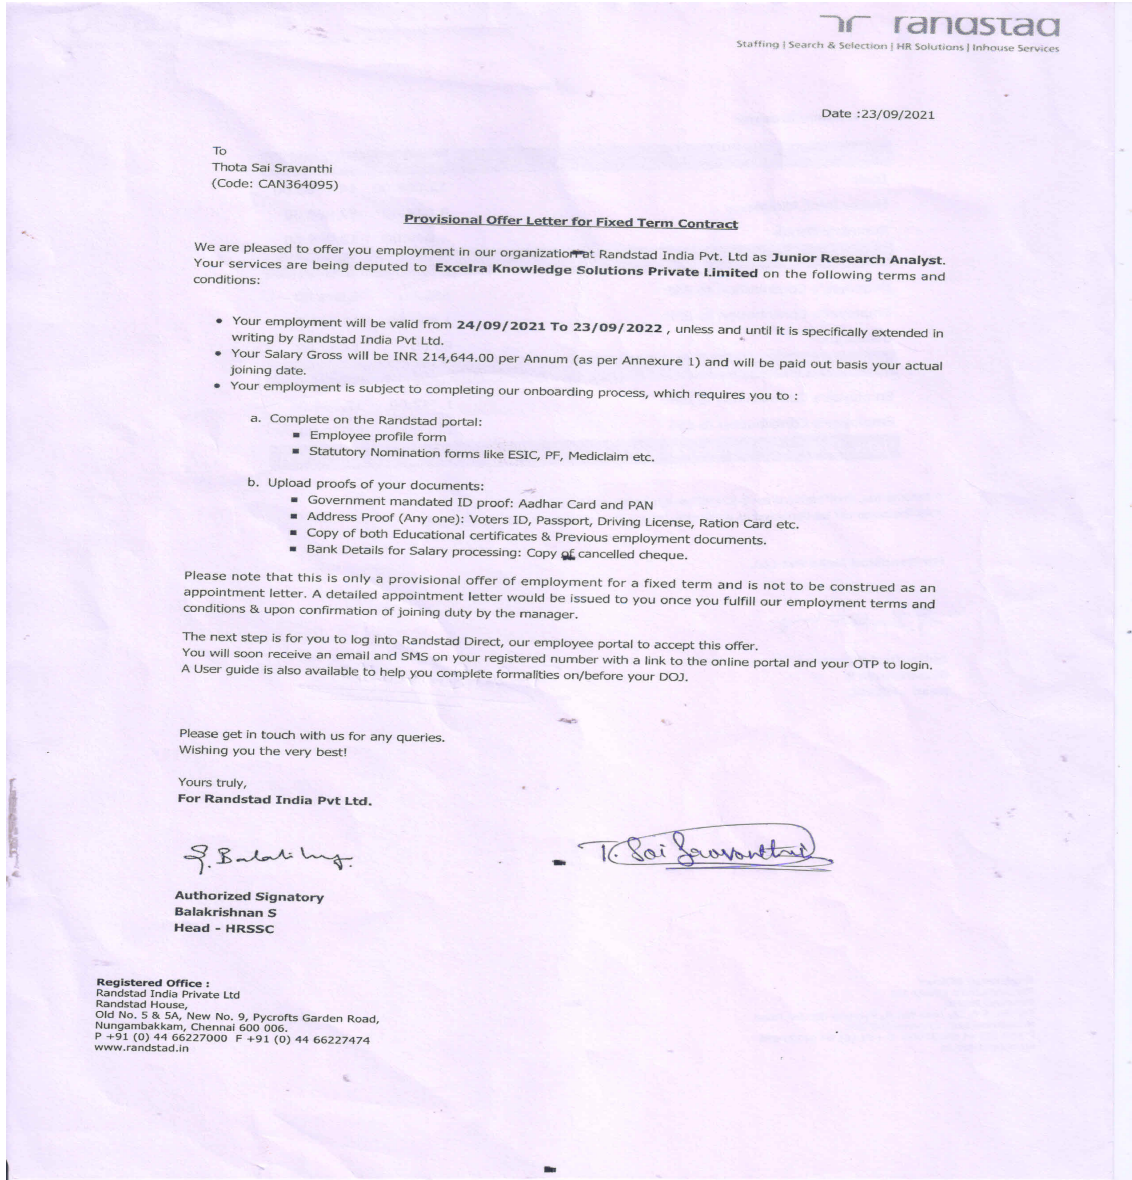 randstad
Staffing | Search & Selection | HR Solutions | Inhouse Services
Date :23/09/2021
To
Thota Sai Sravanthi
(Code: CAN364095)
Provisional Offer Letter for Fixed Term Contract
We are pleased to offer you employment in our organization at Randstad India Pvt. Ltd as Junior Research Analyst.
Your services are being deputed to Excelra Knowledge Solutions Private Limited on the following terms and
conditions:
• Your employment will be valid from 24/09/2021 To 23/09/2022 , unless and until it is specifically extended in
writing by Randstad India Pvt Ltd.
• Your Salary Gross will be INR 214,644.00 per Annum (as per Annexure 1) and will be paid out basis your actual
joining date.
• Your employment is subject to completing our onboarding process, which requires you to :
a. Complete on the Randstad portal:
▪ Employee profile form
▪ Statutory Nomination forms like ESIC, PF, Mediclaim etc.
b. Upload proofs of your documents:
▪ Government mandated ID proof: Aadhar Card and PAN
▪ Address Proof (Any one): Voters ID, Passport, Driving License, Ration Card etc.
▪ Copy of both Educational certificates & Previous employment documents.
▪ Bank Details for Salary processing: Copy of cancelled cheque.
Please note that this is only a provisional offer of employment for a fixed term and is not to be construed as an
appointment letter. A detailed appointment letter would be issued to you once you fulfill our employment terms and
conditions & upon confirmation of joining duty by the manager.
The next step is for you to log into Randstad Direct, our employee portal to accept this offer.
You will soon receive an email and SMS on your registered number with a link to the online portal and your OTP to login.
A User guide is also available to help you complete formalities on/before your DOJ.
Please get in touch with us for any queries.
Wishing you the very best!
Yours truly,
For Randstad India Pvt Ltd.
T. Sai Sravanthi
Authorized Signatory
Balakrishnan S
Head - HRSSC
Registered Office :
Randstad India Private Ltd
Randstad House,
Old No. 5 & 5A, New No. 9, Pycrofts Garden Road,
Nungambakkam, Chennai 600 006.
P +91 (0) 44 66227000 F +91 (0) 44 66227474
www.randstad.in